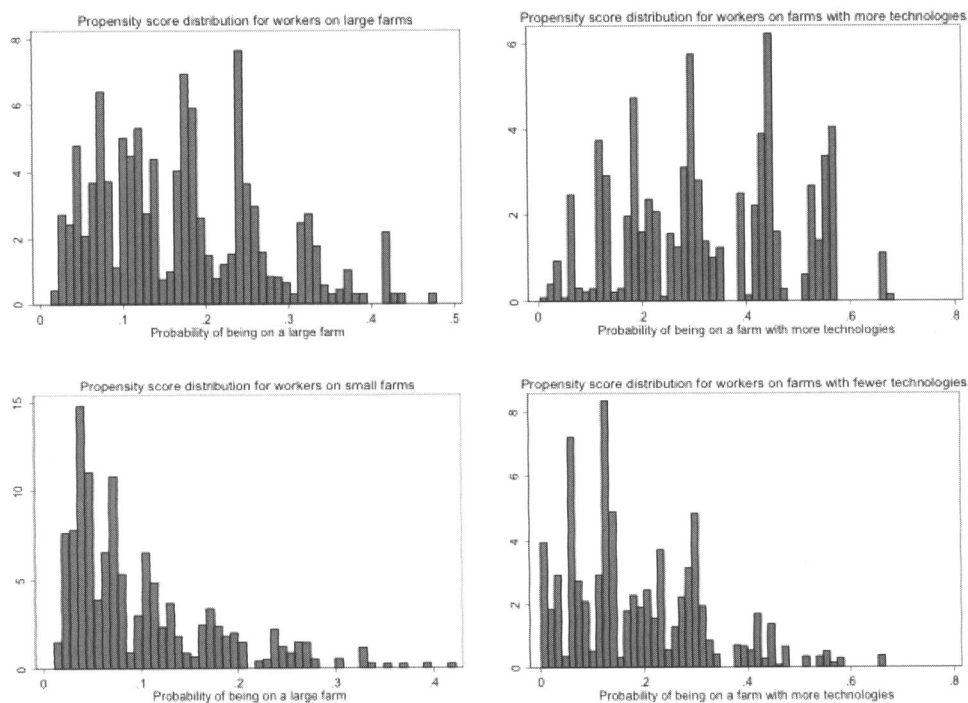 Propensity score distribution for workers on large farms
8
6
4
2
0
0 .1 .2 .3 .4 .5
Probability of being on a large farm
Propensity score distribution for workers on farms with more technologies
6
4
2
0
0 .2 .4 .6 .8
Probability of being on a farm with more technologies
Propensity score distribution for workers on small farms
15
10
5
0
0 .1 .2 .3 .4
Probability of being on a large farm
Propensity score distribution for workers on farms with fewer technologies
8
6
4
2
0
0 .2 .4 .6 .8
Probability of being on a farm with more technologies